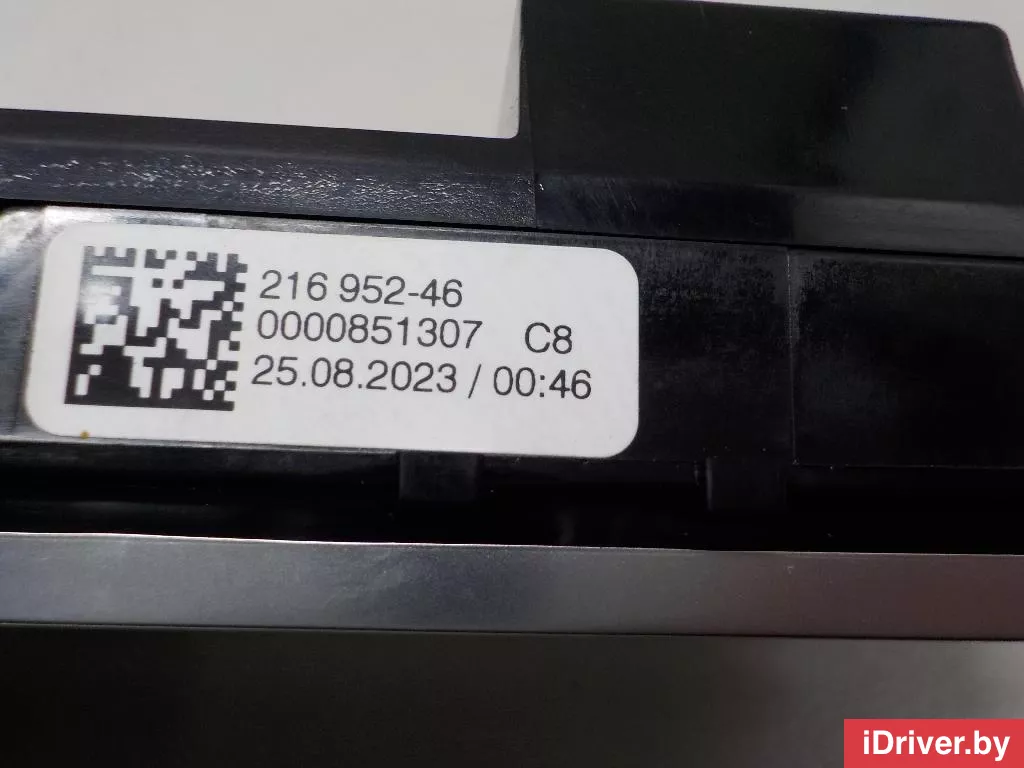 216 952-46
0000851307 C8
25.08.2023 / 00:46
iDriver.by